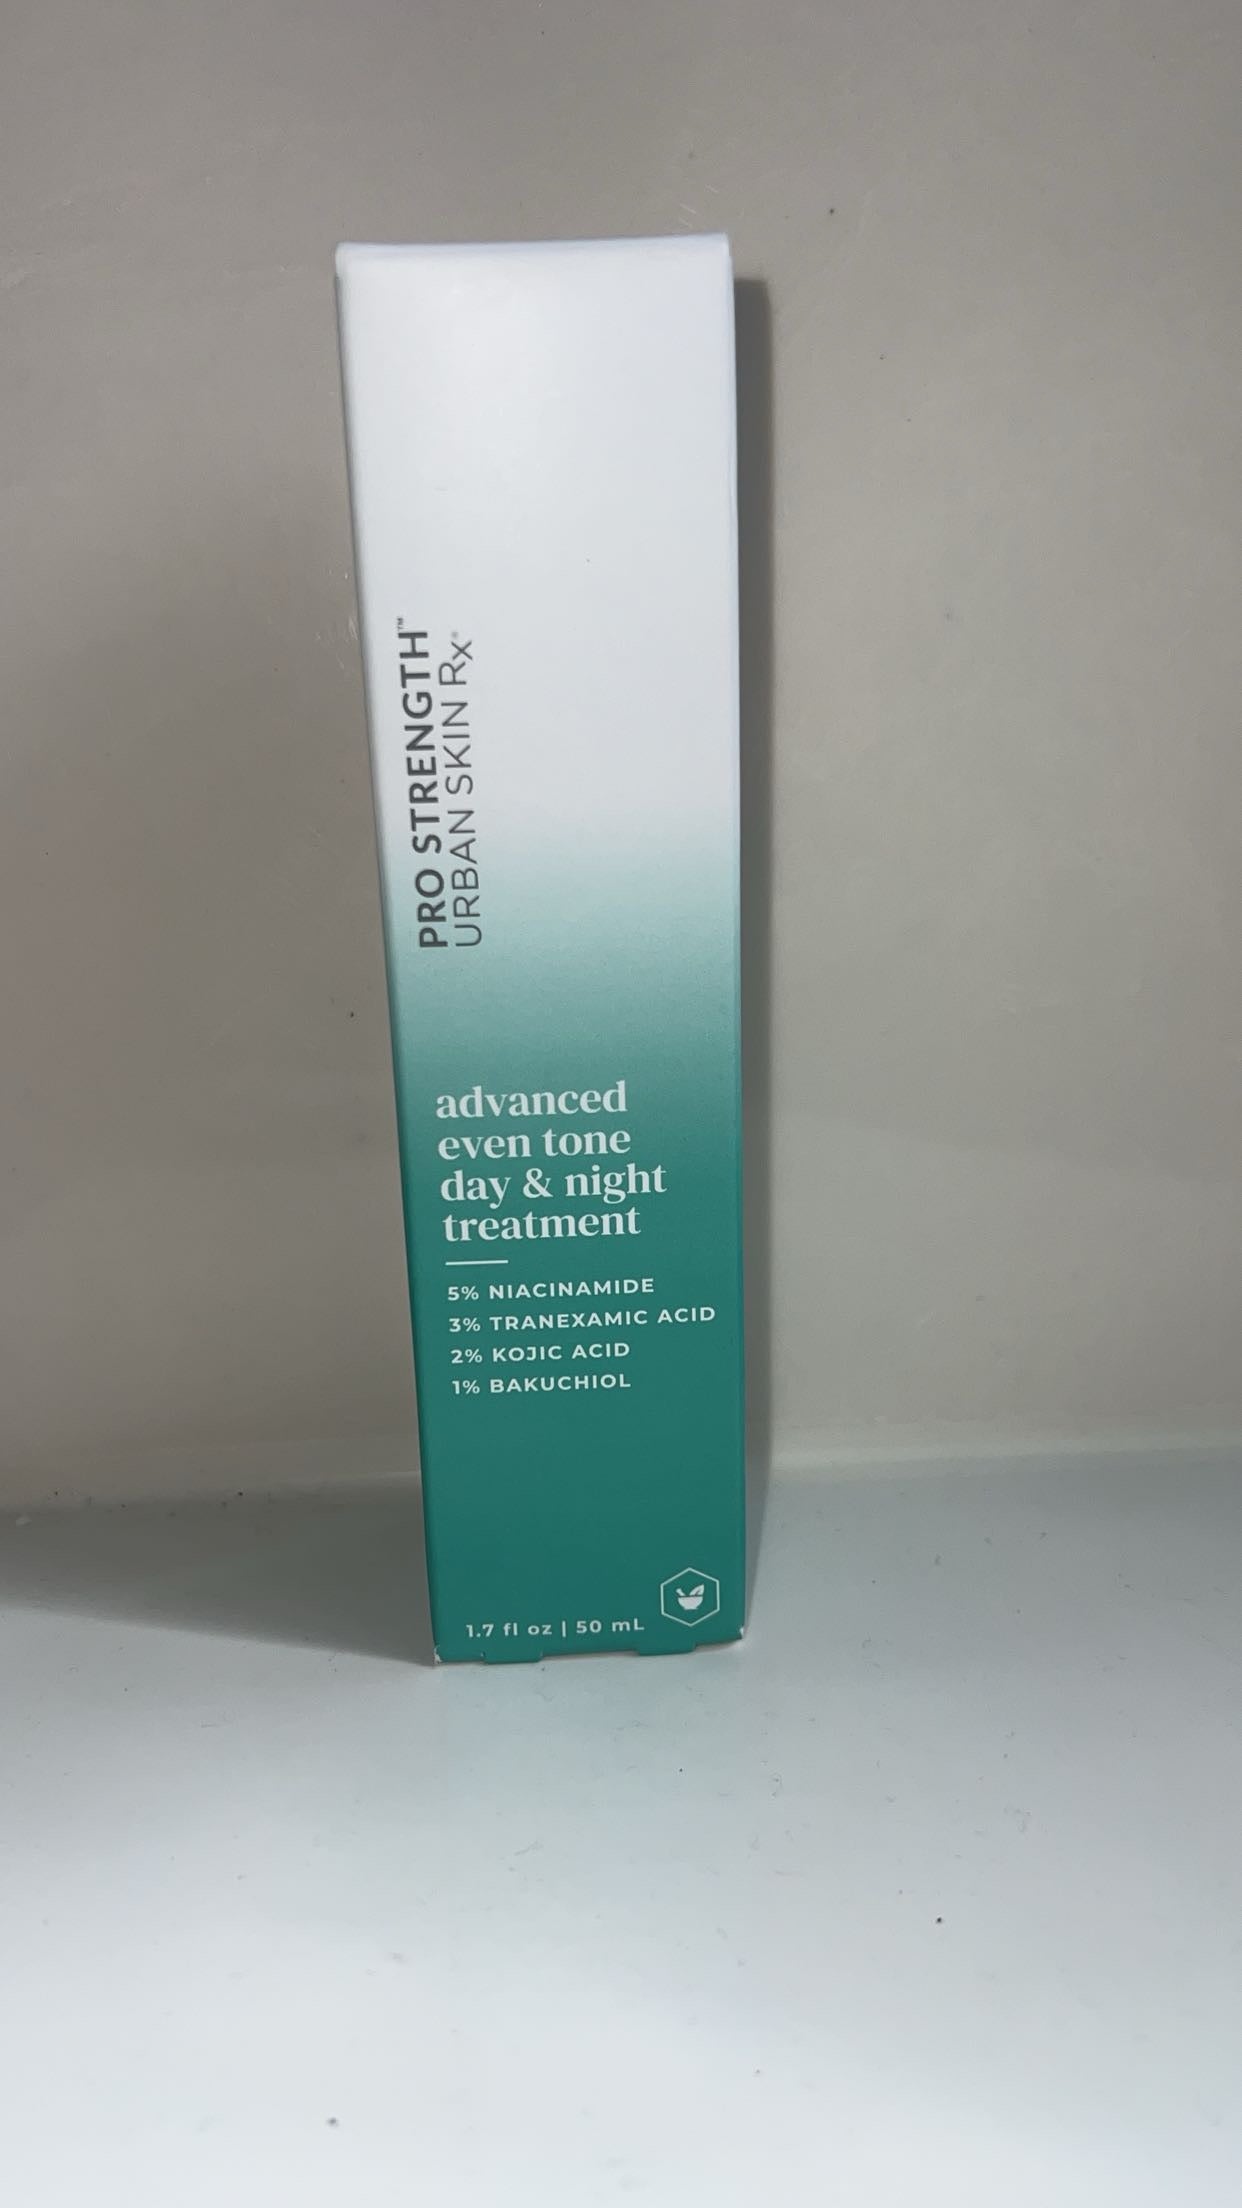 PRO STRENGTH™
URBAN SKIN Rx®
advanced
even tone
day & night
treatment
5% NIACINAMIDE
3% TRANEXAMIC ACID
2% KOJIC ACID
1% BAKUCHIOL
1.7 fl oz | 50 mL